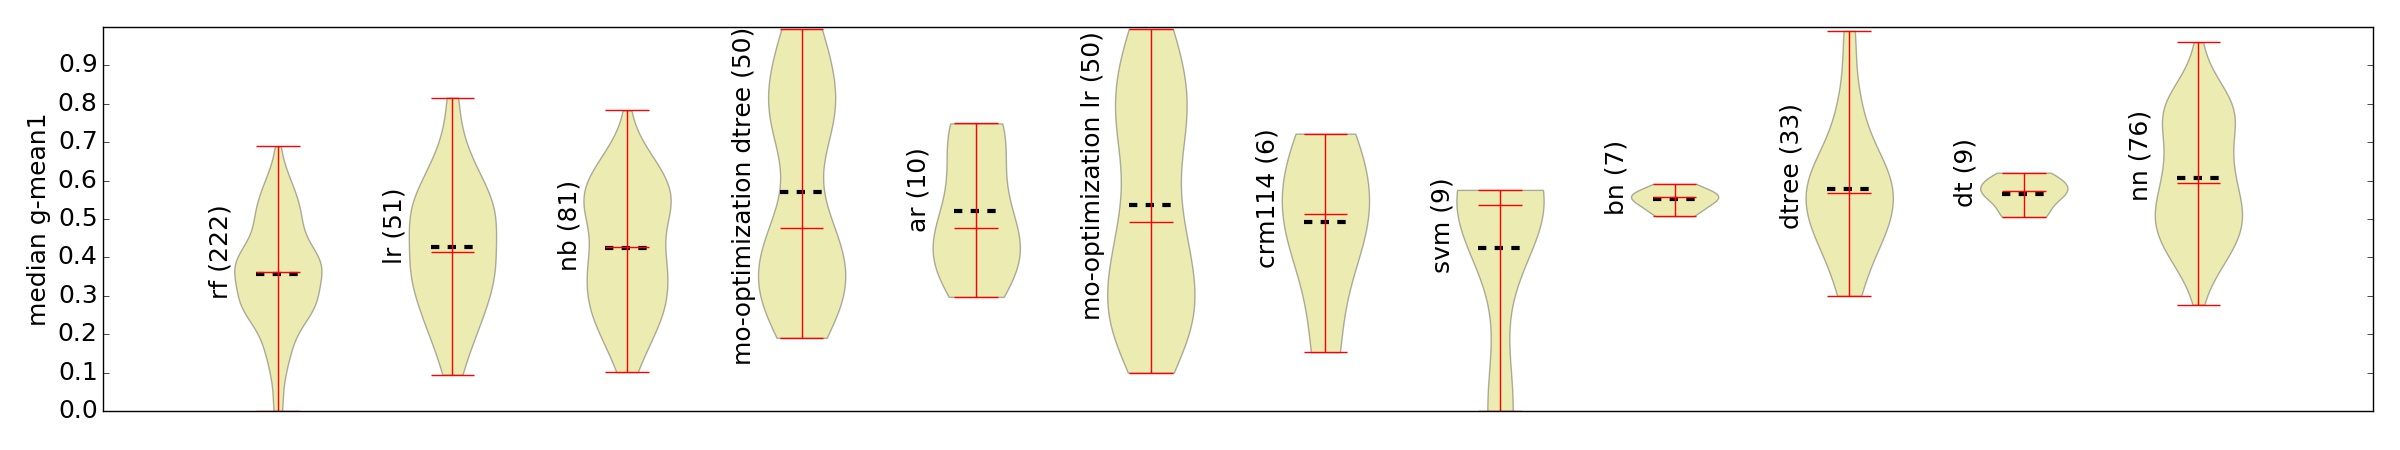 median g-mean1
0.9
0.8
0.7
0.6
0.5
0.4
0.3
0.2
0.1
0.0
rf (222)
lr (51)
nb (81)
mo-optimization dtree (50)
ar (10)
mo-optimization lr (50)
crm114 (6)
svm (9)
bn (7)
dtree (33)
dt (9)
nn (76)